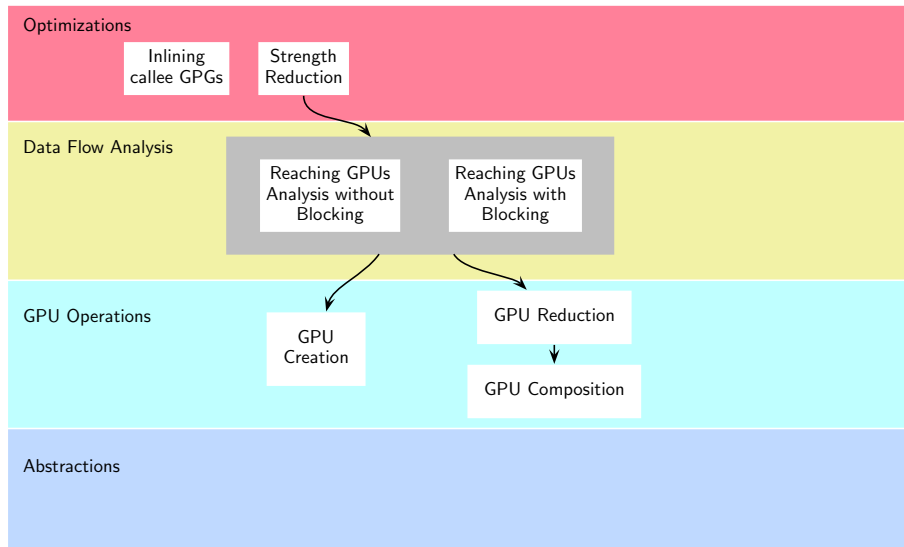 Optimizations
Inlining
callee GPGs
Strength
Reduction
Data Flow Analysis
Reaching GPUs
Analysis without
Blocking
Reaching GPUs
Analysis with
Blocking
GPU Operations
GPU
Creation
GPU Reduction
GPU Composition
Abstractions